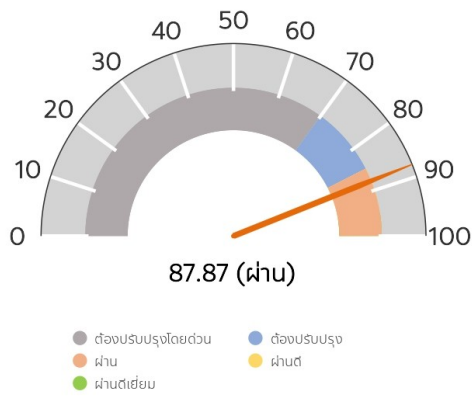 50
40
60
30
70
20
80
10
90
0
100
87.87 (ผ่าน)
ต้องปรับปรุงโดยด่วน
ต้องปรับปรุง
ผ่าน
ผ่านดี
ผ่านดีเยี่ยม